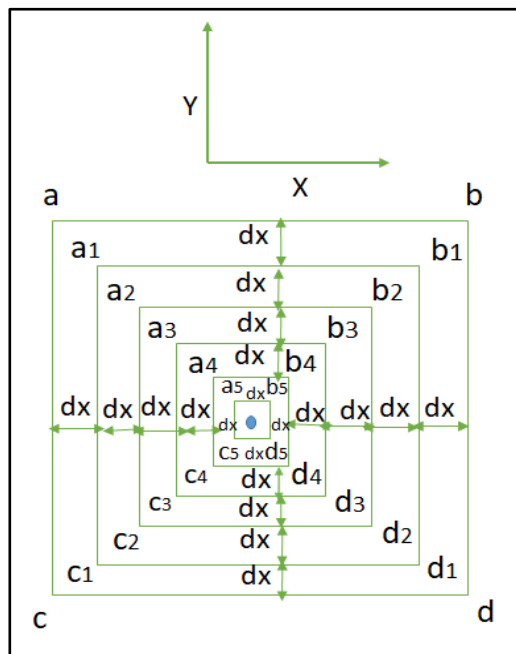 Y
X
a b
dx
a1 b1
a2 dx b2
a3 dx b3
a4 dx b4
a5 dx b5
dx dx dx dx dx dx dx dx dx dx
c5 dx d5
c4 dx d4
c3 dx d3
c2 dx d2
c1 dx d1
c d